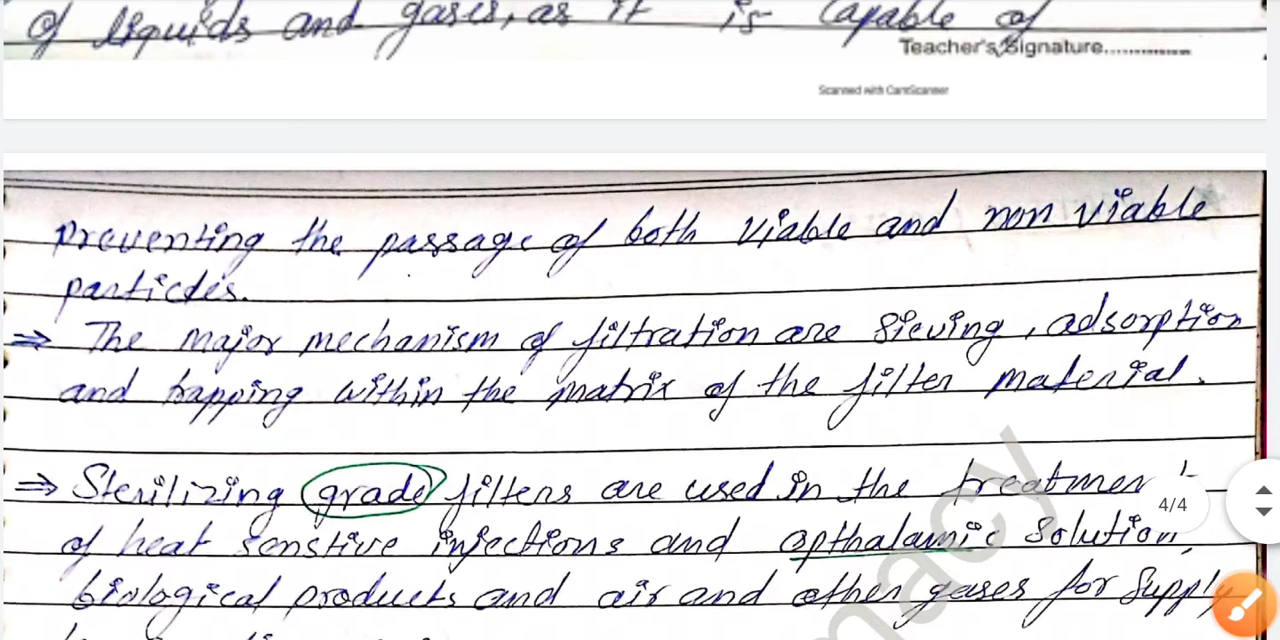 of liquids and gases, as it is capable of
Teacher's Signature................
Scanned with CamScanner
preventing the passage of both viable and non viable
particles.
⇒ The major mechanism of filtration are Sieving, adsorption
and trapping within the matrix of the filter material.
⇒ Sterilizing grade filters are used in the treatment
of heat senstive injections and opthalamic solution,
biological products and air and other gases for supply
4/4
macy